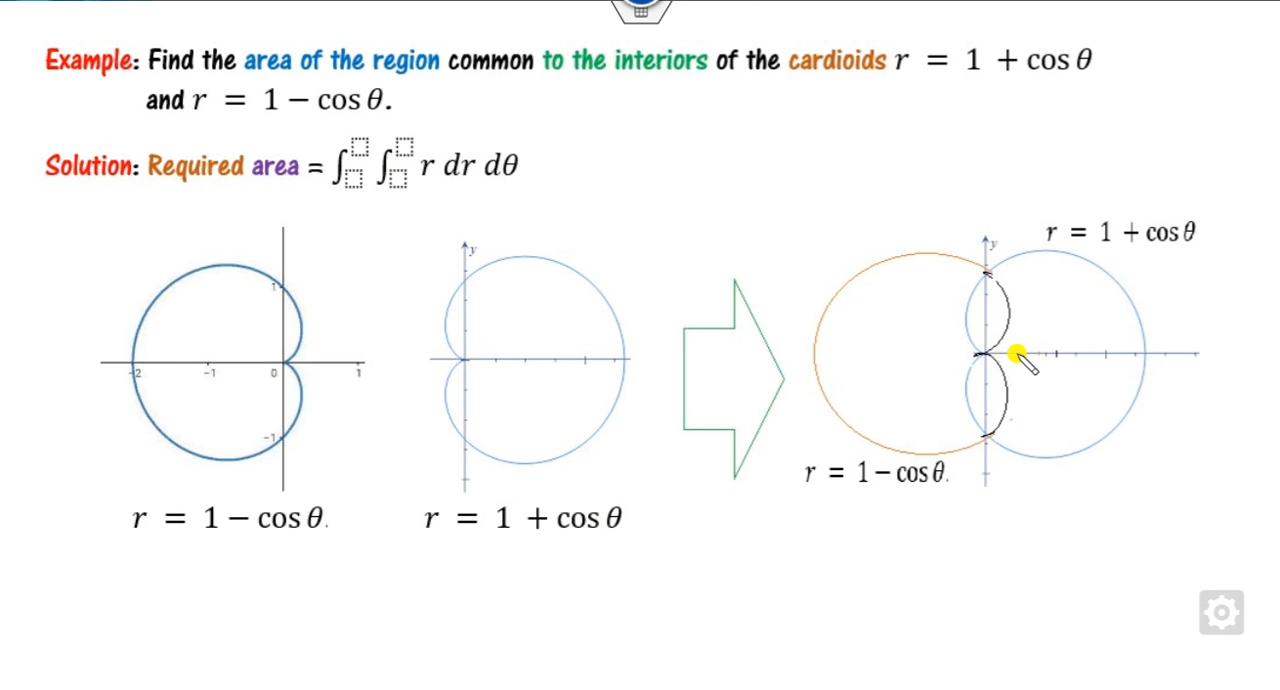 Example: Find the area of the region common to the interiors of the cardioids r = 1 + cos θ
and r = 1 − cos θ.
Solution: Required area = ∫ ∫ r dr dθ
y
y
r = 1 + cos θ
1
-2 -1 0 1
-1
r = 1 − cos θ.
r = 1 − cos θ.
r = 1 + cos θ